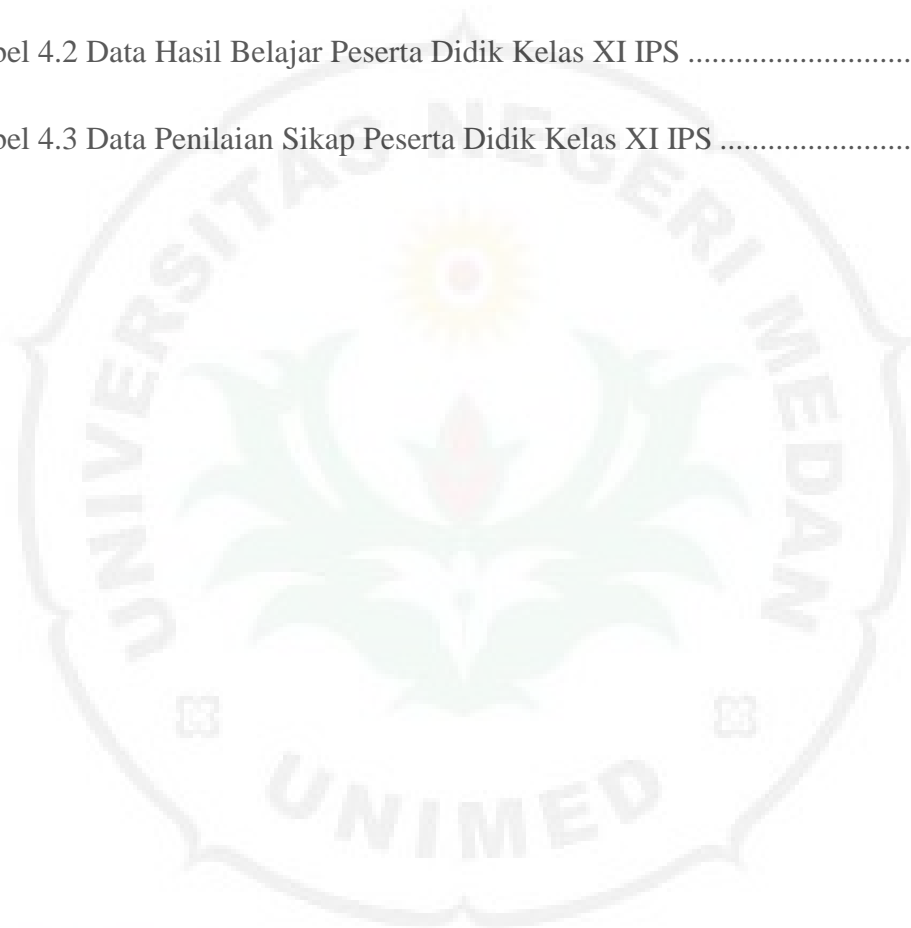 bel 4.2 Data Hasil Belajar Peserta Didik Kelas XI IPS ............................
bel 4.3 Data Penilaian Sikap Peserta Didik Kelas XI IPS ........................
UNIVERSITAS NEGERI MEDAN
UNIMED